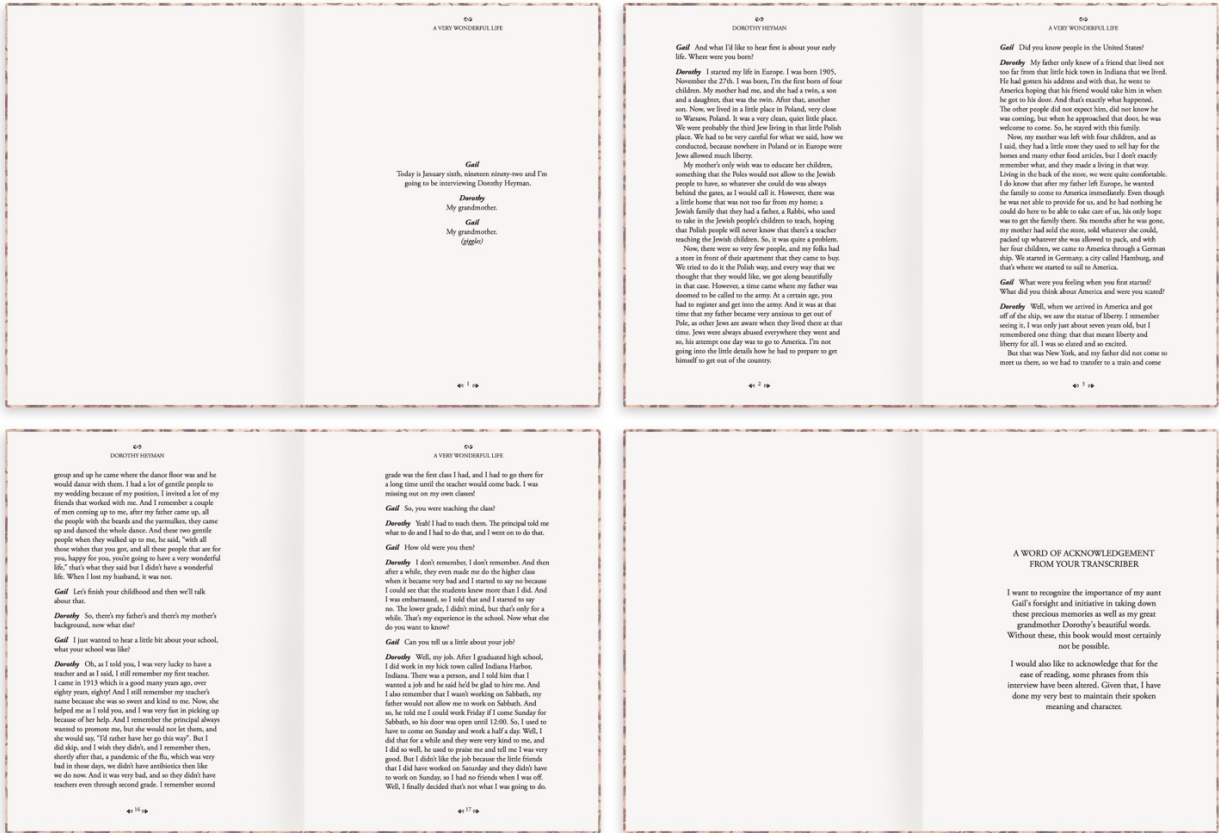 A VERY WONDERFUL LIFE
Gail
Today is January sixth, nineteen ninety-two and I'm
going to be interviewing Dorothy Heyman.
Dorothy
My grandmother.
Gail
My grandmother.
(giggles)
1
DOROTHY HEYMAN
Gail And what I'd like to hear first is about your early
life. Where were you born?
Dorothy I started my life in Europe. I was born 1905,
November the 27th. I was born, I'm the first born of four
children. My mother had me, and she had a twin, a son
and a daughter, that was the twin. After that, another
son. Now, we lived in a little place in Poland, very close
to Warsaw, Poland. It was a very clean, quiet little place.
We were probably the third Jew living in that little Polish
place. We had to be very careful for what we said, how we
conducted, because nowhere in Poland or in Europe were
Jews allowed much liberty.
My mother's only wish was to educate her children,
something that the Poles would not allow to the Jewish
people to have, so whatever she could do was always
behind the gates, as I would call it. However, there was
a little home that was not too far from my home; a
Jewish family that they had a father, a Rabbi, who used
to take in the Jewish people's children to teach, hoping
that Polish people will never know that there's a teacher
teaching the Jewish children. So, it was quite a problem.
Now, there were so very few people, and my folks had
a store in front of their apartment that they came to buy.
We tried to do it the Polish way, and every way that we
thought that they would like, we got along beautifully
in that case. However, a time came where my father was
doomed to be called to the army. At a certain age, you
had to register and get into the army. And it was at that
time that my father became very anxious to get out of
Pole, as other Jews are aware when they lived there at that
time. Jews were always abused everywhere they went and
so, his attempt one day was to go to America. I'm not
going into the little details how he had to prepare to get
himself to get out of the country.
2
A VERY WONDERFUL LIFE
Gail Did you know people in the United States?
Dorothy My father only knew of a friend that lived not
too far from that little hick town in Indiana that we lived.
He had gotten his address and with that, he went to
America hoping that his friend would take him in when
he got to his door. And that's exactly what happened.
The other people did not expect him, did not know he
was coming, but when he approached that door, he was
welcome to come. So, he stayed with this family.
Now, my mother was left with four children, and as
I said, they had a little store they used to sell hay for the
horses and many other food articles, but I don't exactly
remember what, and they made a living in that way.
Living in the back of the store, we were quite comfortable.
I do know that after my father left Europe, he wanted
the family to come to America immediately. Even though
he was not able to provide for us, and he had nothing he
could do here to be able to take care of us, his only hope
was to get the family there. Six months after he was gone,
my mother had sold the store, sold whatever she could,
packed up whatever she was allowed to pack, and with
her four children, we came to America through a German
ship. We started in Germany, a city called Hamburg, and
that's where we started to sail to America.
Gail What were you feeling when you first started?
What did you think about America and were you scared?
Dorothy Well, when we arrived in America and got
off of the ship, we saw the statue of liberty. I remember
seeing it, I was only just about seven years old, but I
remembered one thing: that that meant liberty and
liberty for all. I was so elated and so excited.
But that was New York, and my father did not come to
meet us there, so we had to transfer to a train and come
3
DOROTHY HEYMAN
group and up he came where the dance floor was and he
would dance with them. I had a lot of gentile people to
my wedding because of my position, I invited a lot of my
friends that worked with me. And I remember a couple
of men coming up to me, after my father came up, all
the people with the beards and the yarmulkes, they came
up and danced the whole dance. And these two gentile
people when they walked up to me, he said, "with all
those wishes that you got, and all these people that are for
you, happy for you, you're going to have a very wonderful
life," that's what they said but I didn't have a wonderful
life. When I lost my husband, it was not.
Gail Let's finish your childhood and then we'll talk
about that.
Dorothy So, there's my father's and there's my mother's
background, now what else?
Gail I just wanted to hear a little bit about your school,
what your school was like?
Dorothy Oh, as I told you, I was very lucky to have a
teacher and as I said, I still remember my first teacher.
I came in 1913 which is a good many years ago, over
eighty years, eighty! And I still remember my teacher's
name because she was so sweet and kind to me. Now, she
helped me as I told you, and I was very fast in picking up
because of her help. And I remember the principal always
wanted to promote me, but she would not let them, and
she would say, "I'd rather have her go this way". But I
did skip, and I wish they didn't, and I remember then,
shortly after that, a pandemic of the flu, which was very
bad in those days, we didn't have antibiotics then like
we do now. And it was very bad, and so they didn't have
teachers even through second grade. I remember second
16
A VERY WONDERFUL LIFE
grade was the first class I had, and I had to go there for
a long time until the teacher would come back. I was
missing out on my own classes!
Gail So, you were teaching the class?
Dorothy Yeah! I had to teach them. The principal told me
what to do and I had to do that, and I went on to do that.
Gail How old were you then?
Dorothy I don't remember, I don't remember. And then
after a while, they even made me do the higher class
when it became very bad and I started to say no because
I could see that the students knew more than I did. And
I was embarrassed, so I told that and I started to say
no. The lower grade, I didn't mind, but that's only for a
while. That's my experience in the school. Now what else
do you want to know?
Gail Can you tell us a little about your job?
Dorothy Well, my job. After I graduated high school,
I did work in my hick town called Indiana Harbor,
Indiana. There was a person, and I told him that I
wanted a job and he said he'd be glad to hire me. And
I also remember that I wasn't working on Sabbath, my
father would not allow me to work on Sabbath. And
so, he told me I could work Friday if I come Sunday for
Sabbath, so his door was open until 12:00. So, I used to
have to come on Sunday and work a half a day. Well, I
did that for a while and they were very kind to me, and
I did so well, he used to praise me and tell me I was very
good. But I didn't like the job because the little friends
that I did have worked on Saturday and they didn't have
to work on Sunday, so I had no friends when I was off.
Well, I finally decided that's not what I was going to do.
17
A WORD OF ACKNOWLEDGEMENT
FROM YOUR TRANSCRIBER
I want to recognize the importance of my aunt
Gail's forsight and initiative in taking down
these precious memories as well as my great
grandmother Dorothy's beautiful words.
Without these, this book would most certainly
not be possible.
I would also like to acknowledge that for the
ease of reading, some phrases from this
interview have been altered. Given that, I have
done my very best to maintain their spoken
meaning and character.